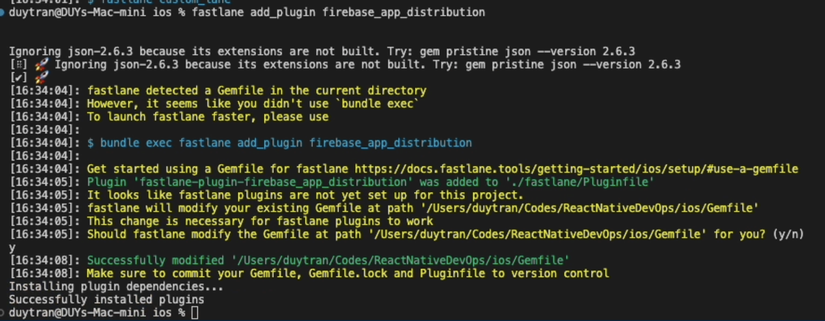 [16:34:01]: $ fastlane custom_lane
duytran@DUYs-Mac-mini ios % fastlane add_plugin firebase_app_distribution
Ignoring json-2.6.3 because its extensions are not built. Try: gem pristine json --version 2.6.3
[⠿] 🚀 Ignoring json-2.6.3 because its extensions are not built. Try: gem pristine json --version 2.6.3
[✔] 🚀
[16:34:04]: fastlane detected a Gemfile in the current directory
[16:34:04]: However, it seems like you didn't use `bundle exec`
[16:34:04]: To launch fastlane faster, please use
[16:34:04]:
[16:34:04]: $ bundle exec fastlane add_plugin firebase_app_distribution
[16:34:04]:
[16:34:04]: Get started using a Gemfile for fastlane https://docs.fastlane.tools/getting-started/ios/setup/#use-a-gemfile
[16:34:05]: Plugin 'fastlane-plugin-firebase_app_distribution' was added to './fastlane/Pluginfile'
[16:34:05]: It looks like fastlane plugins are not yet set up for this project.
[16:34:05]: fastlane will modify your existing Gemfile at path '/Users/duytran/Codes/ReactNativeDevOps/ios/Gemfile'
[16:34:05]: This change is necessary for fastlane plugins to work
[16:34:05]: Should fastlane modify the Gemfile at path '/Users/duytran/Codes/ReactNativeDevOps/ios/Gemfile' for you? (y/n)
y
[16:34:08]: Successfully modified '/Users/duytran/Codes/ReactNativeDevOps/ios/Gemfile'
[16:34:08]: Make sure to commit your Gemfile, Gemfile.lock and Pluginfile to version control
Installing plugin dependencies...
Successfully installed plugins
duytran@DUYs-Mac-mini ios %